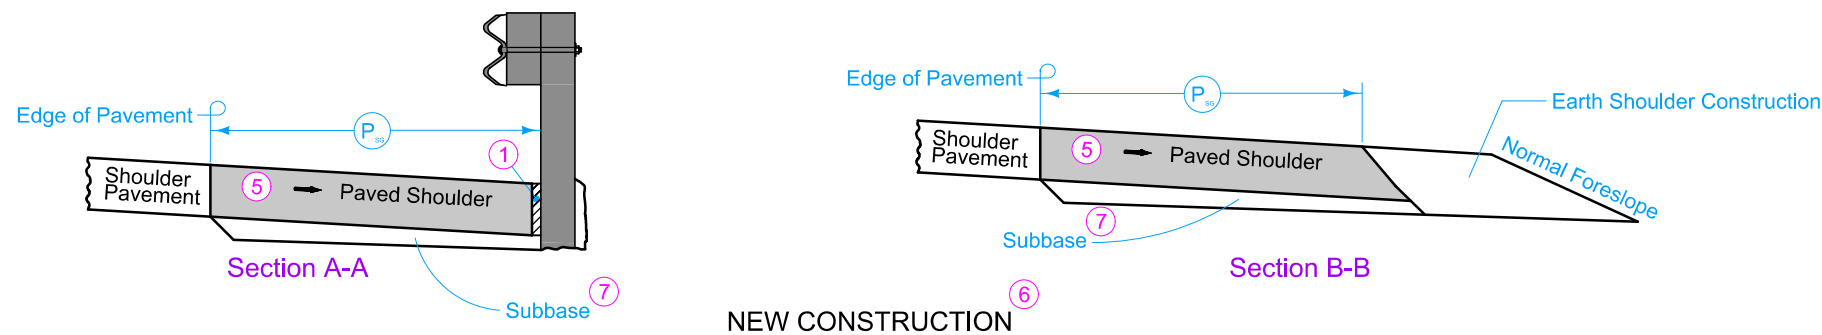 Edge of Pavement
P SG
1
Shoulder
Pavement
5
Paved Shoulder
Section A-A
Subbase
7
Edge of Pavement
P SG
Earth Shoulder Construction
Shoulder
Pavement
5
Paved Shoulder
Normal Foreslope
7
Subbase
Section B-B
6
NEW CONSTRUCTION